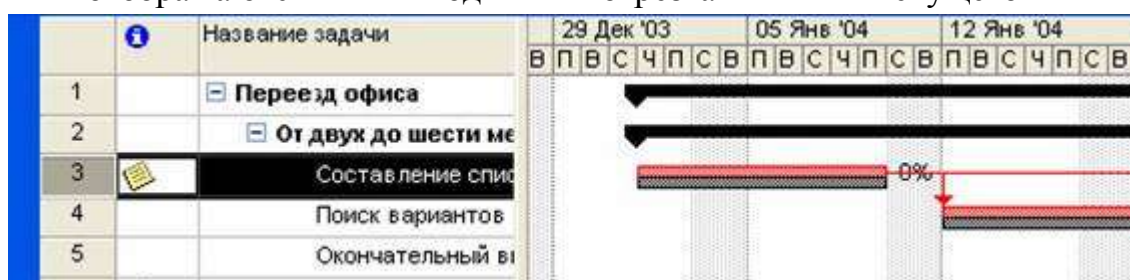 Название задачи
29 Дек '03 05 Янв '04 12 Янв '04
В П В С Ч П С В П В С Ч П С В П В С Ч П С В
1 Переезд офиса
2 От двух до шести ме
3 Составление спис 0%
4 Поиск вариантов
5 Окончательный вы